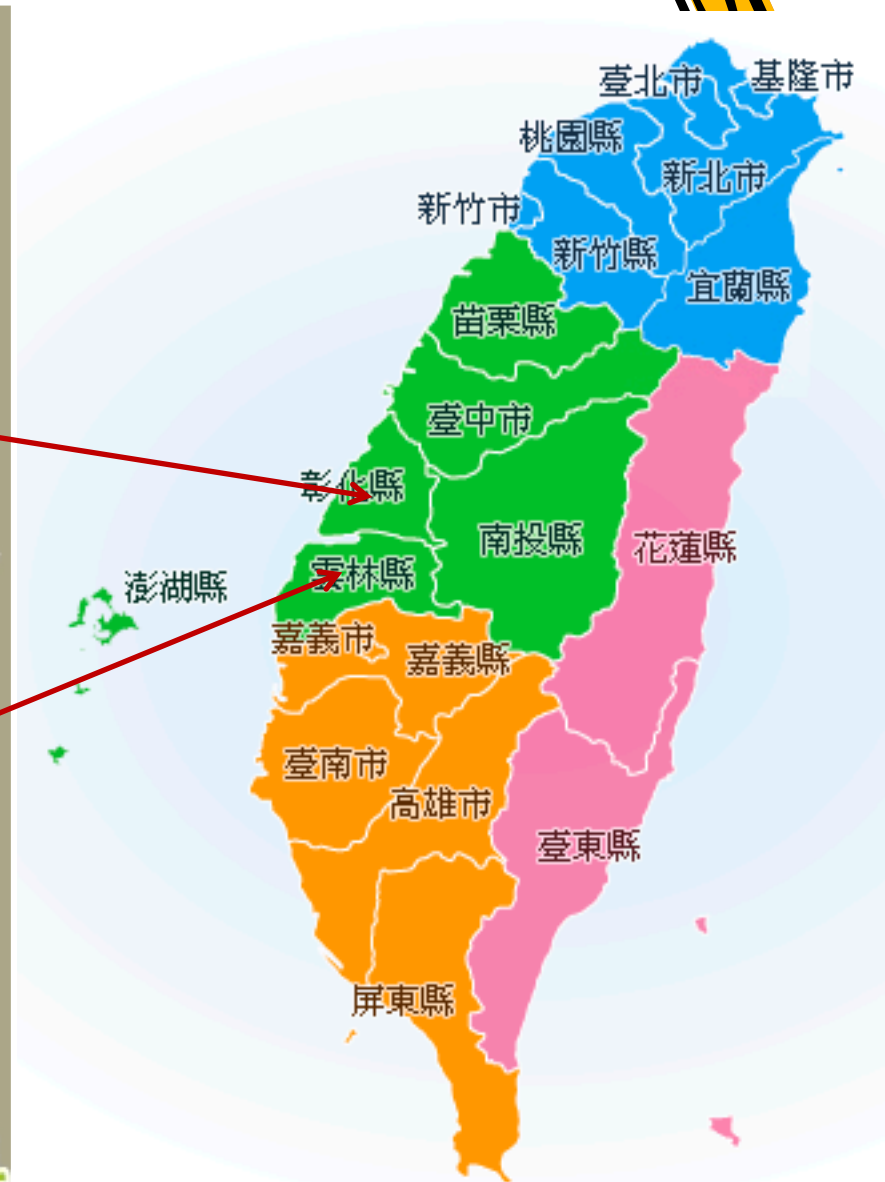 臺北市
基隆市
桃園縣
新北市
新竹市
新竹縣
宜蘭縣
苗栗縣
臺中市
彰化縣
南投縣
花蓮縣
雲林縣
澎湖縣
嘉義市
嘉義縣
臺南市
高雄市
臺東縣
屏東縣